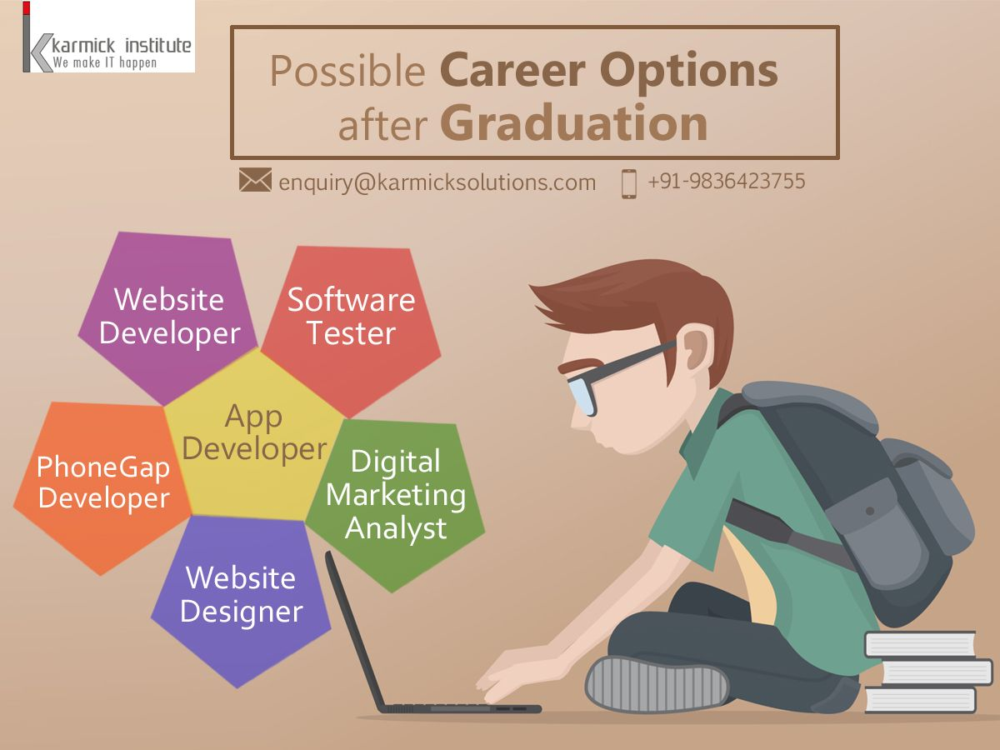 karmick institute
We make IT happen
Possible Career Options
after Graduation
enquiry@karmicksolutions.com
+91-9836423755
Website
Developer
Software
Tester
App
Developer
PhoneGap
Developer
Digital
Marketing
Analyst
Website
Designer